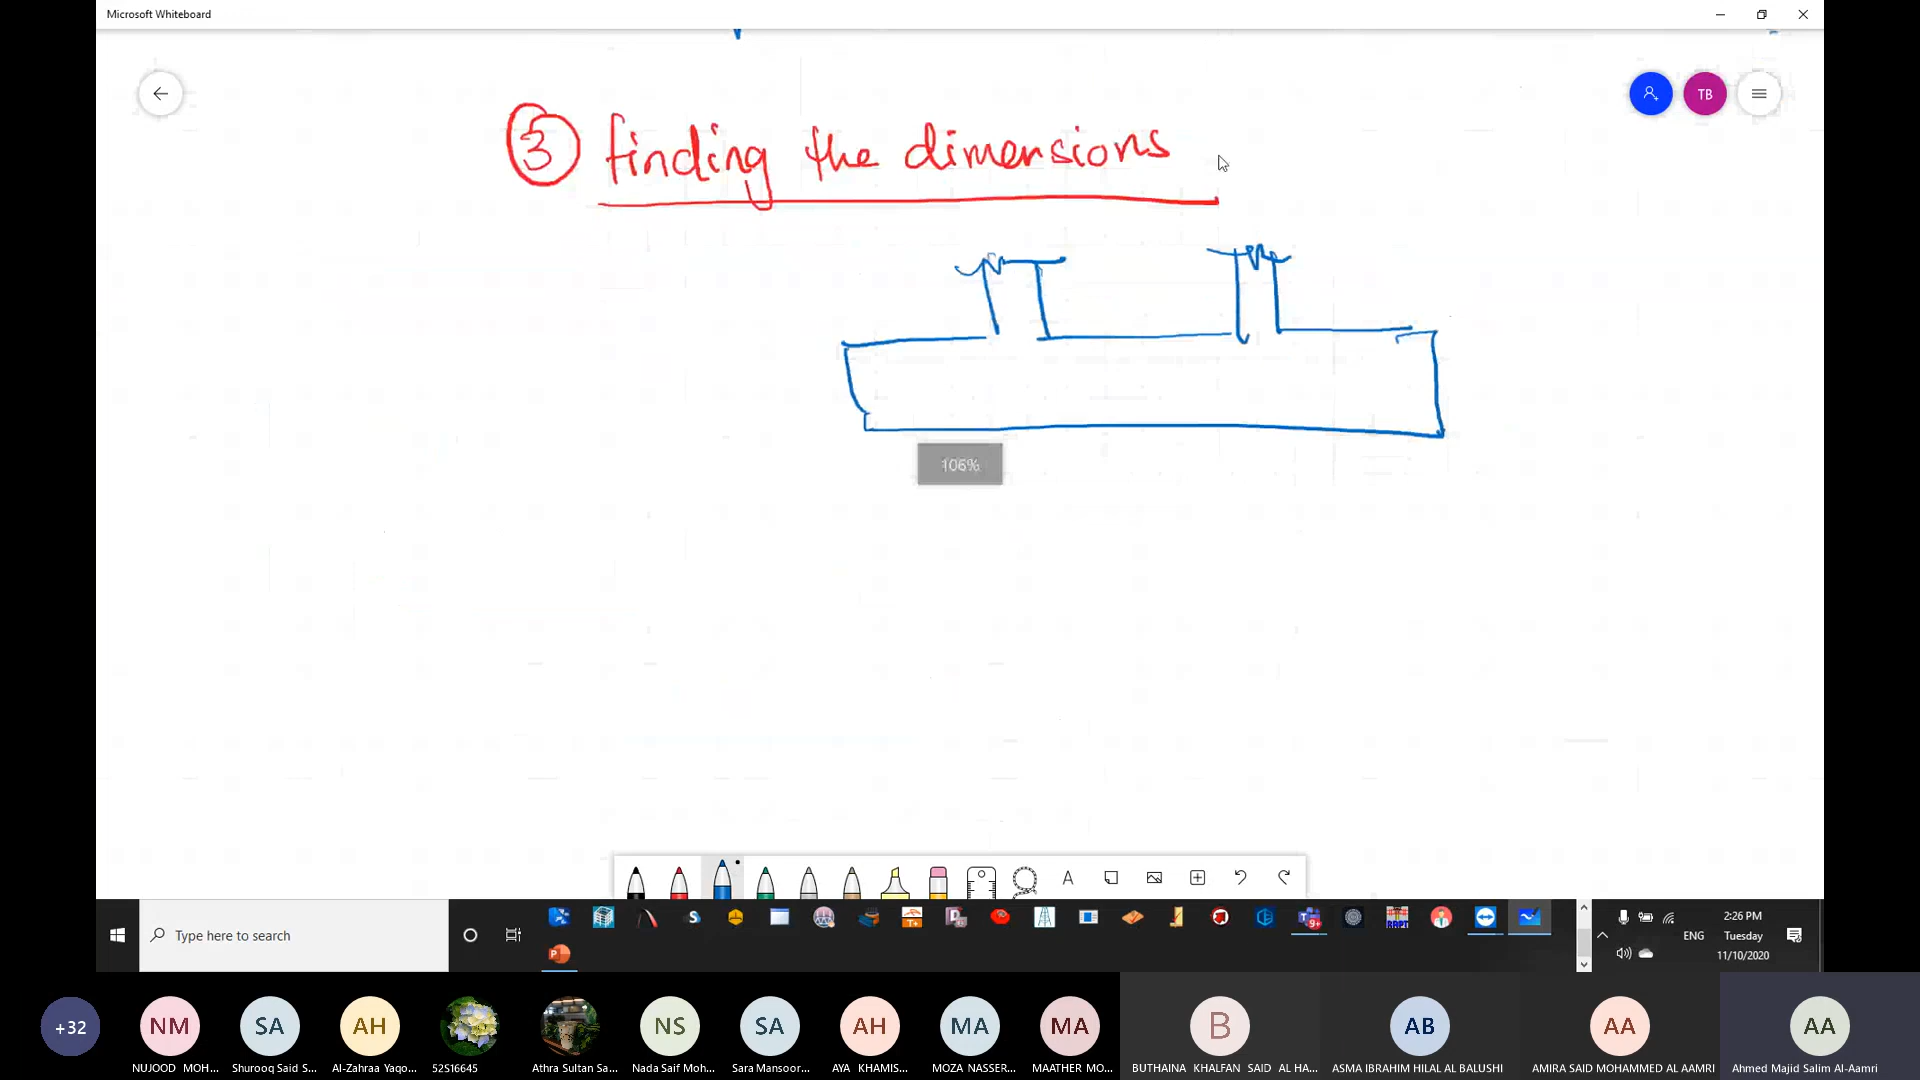 Microsoft Whiteboard
TB
3 finding the dimensions
106%
A
Type here to search
ENG
2:26 PM
Tuesday
11/10/2020
+32
NM
SA
AH
NS
SA
AH
MA
MA
B
AB
AA
AA
NUJOOD MOH...
Shurooq Said S...
Al-Zahraa Yaqo...
52S16645
Athra Sultan Sa...
Nada Saif Moh...
Sara Mansoor...
AYA KHAMIS...
MOZA NASSER...
MAATHER MO...
BUTHAINA KHALFAN SAID AL HA...
ASMA IBRAHIM HILAL AL BALUSHI
AMIRA SAID MOHAMMED AL AAMRI
Ahmed Majid Salim Al-Aamri